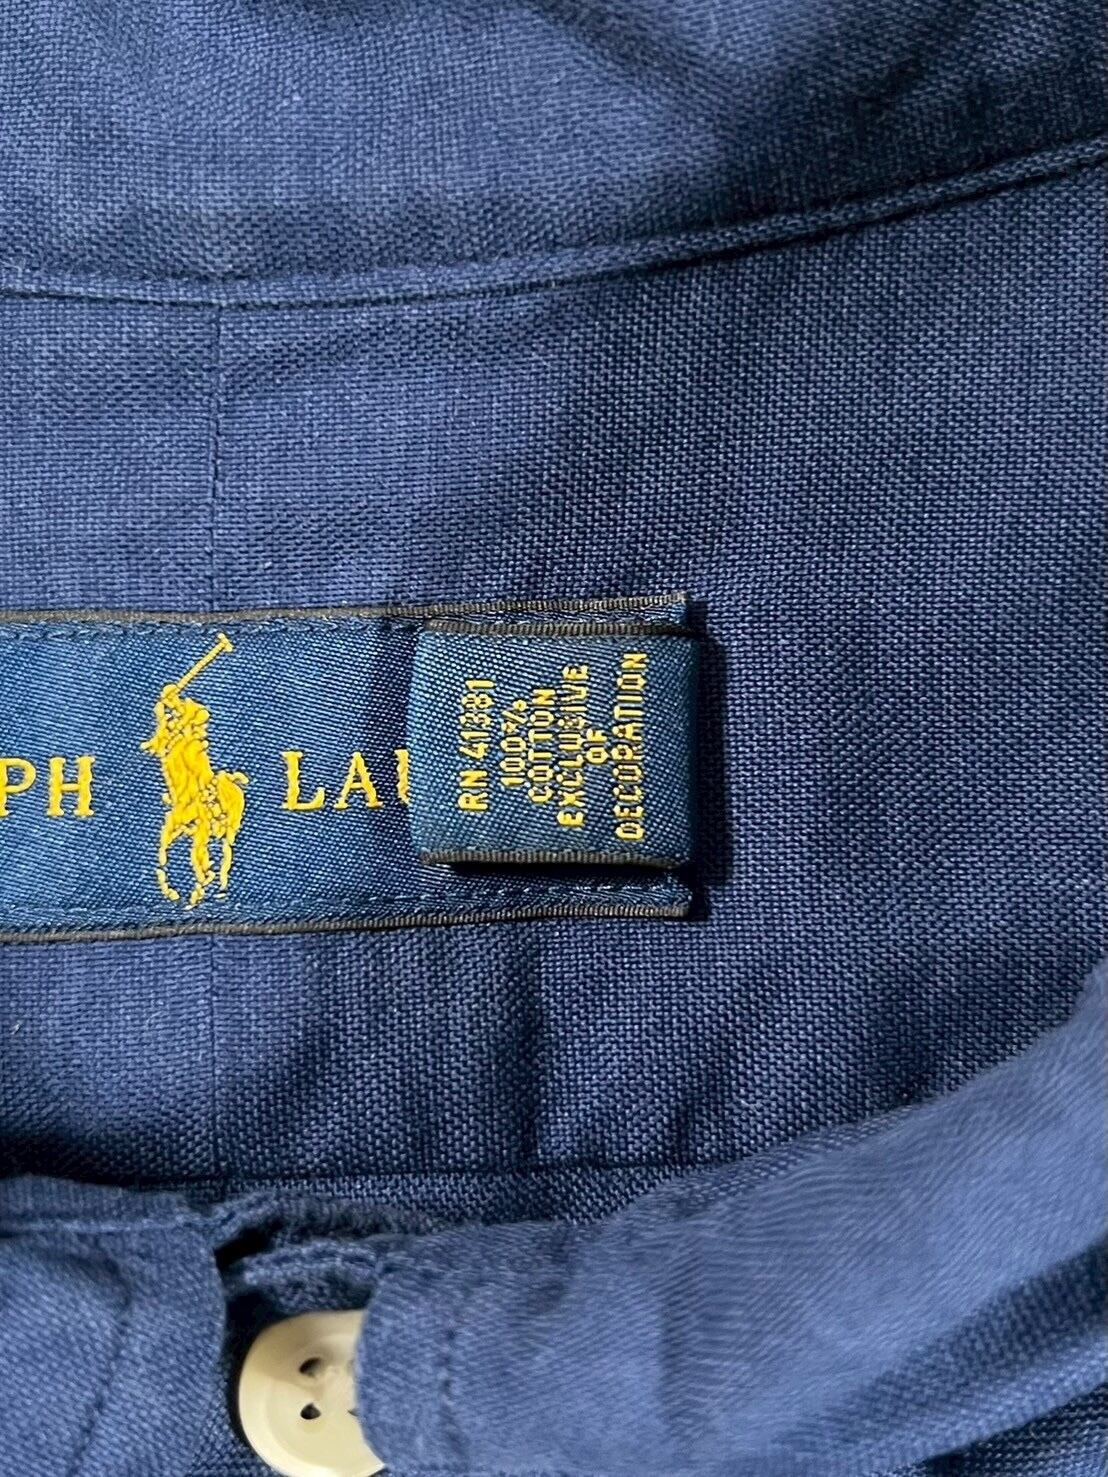 PH LAU
RN 41381
100%
COTTON
EXCLUSIVE
OF
DECORATION